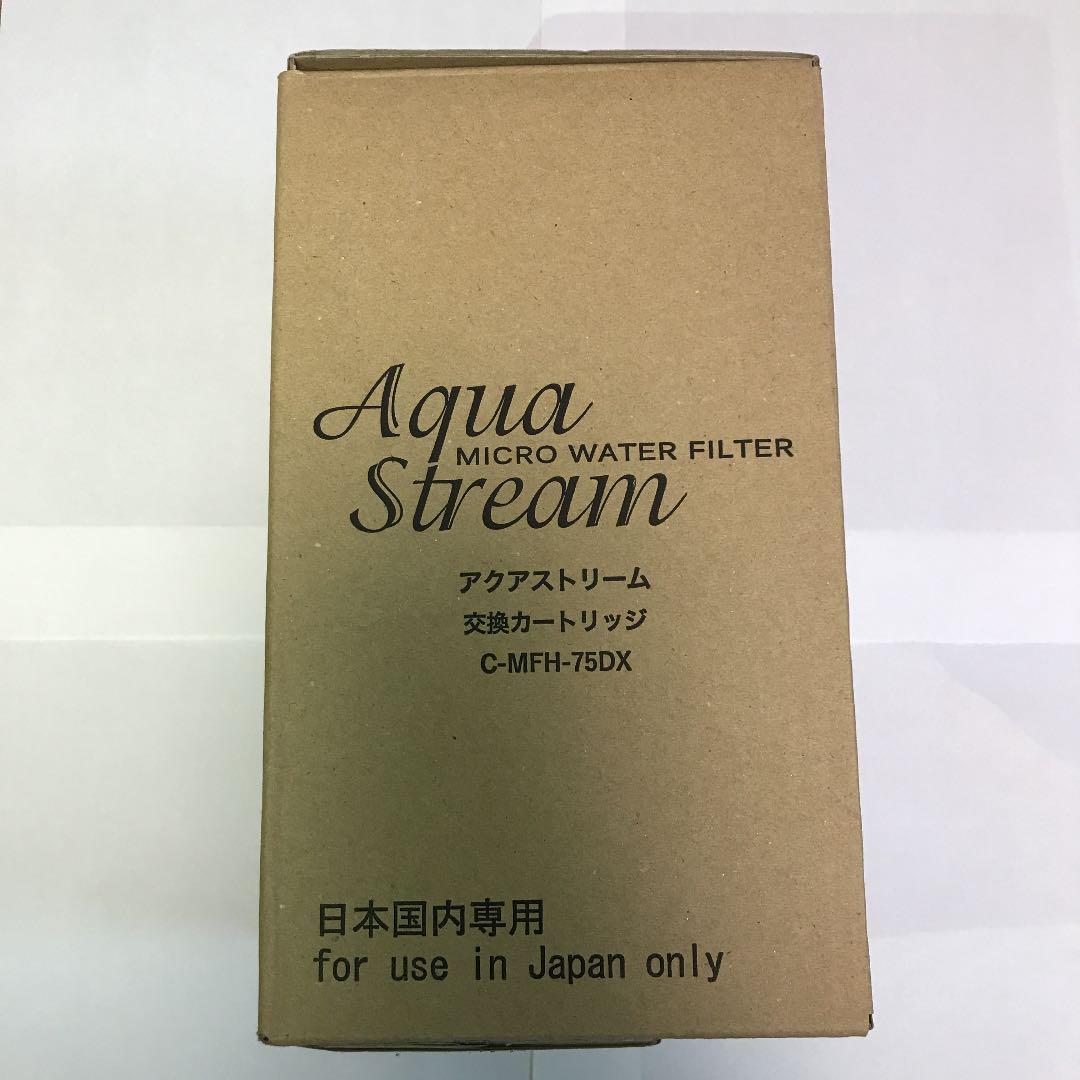 Aqua
MICRO WATER FILTER
Stream
アクアストリーム
交換カートリッジ
C-MFH-75DX
日本国内専用
for use in Japan only